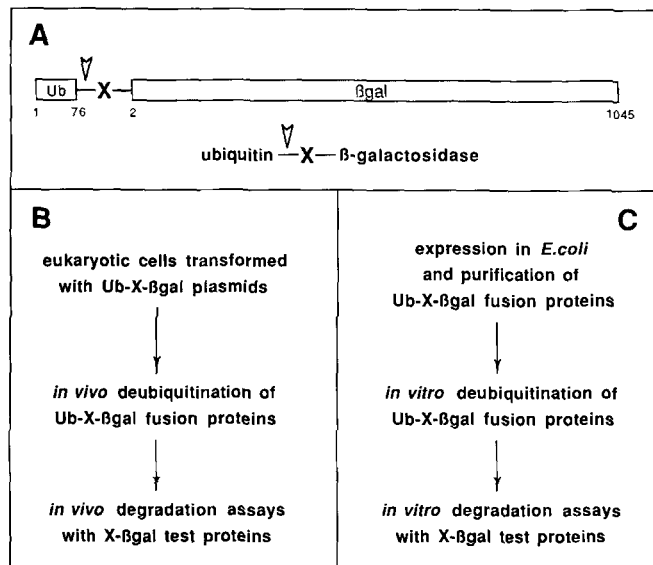 A
Ub X ßgal
1 76 2 1045
ubiquitin X ß-galactosidase
B
eukaryotic cells transformed
with Ub-X-ßgal plasmids
in vivo deubiquitination of
Ub-X-ßgal fusion proteins
in vivo degradation assays
with X-ßgal test proteins
C
expression in E.coli
and purification of
Ub-X-ßgal fusion proteins
in vitro deubiquitination of
Ub-X-ßgal fusion proteins
in vitro degradation assays
with X-ßgal test proteins